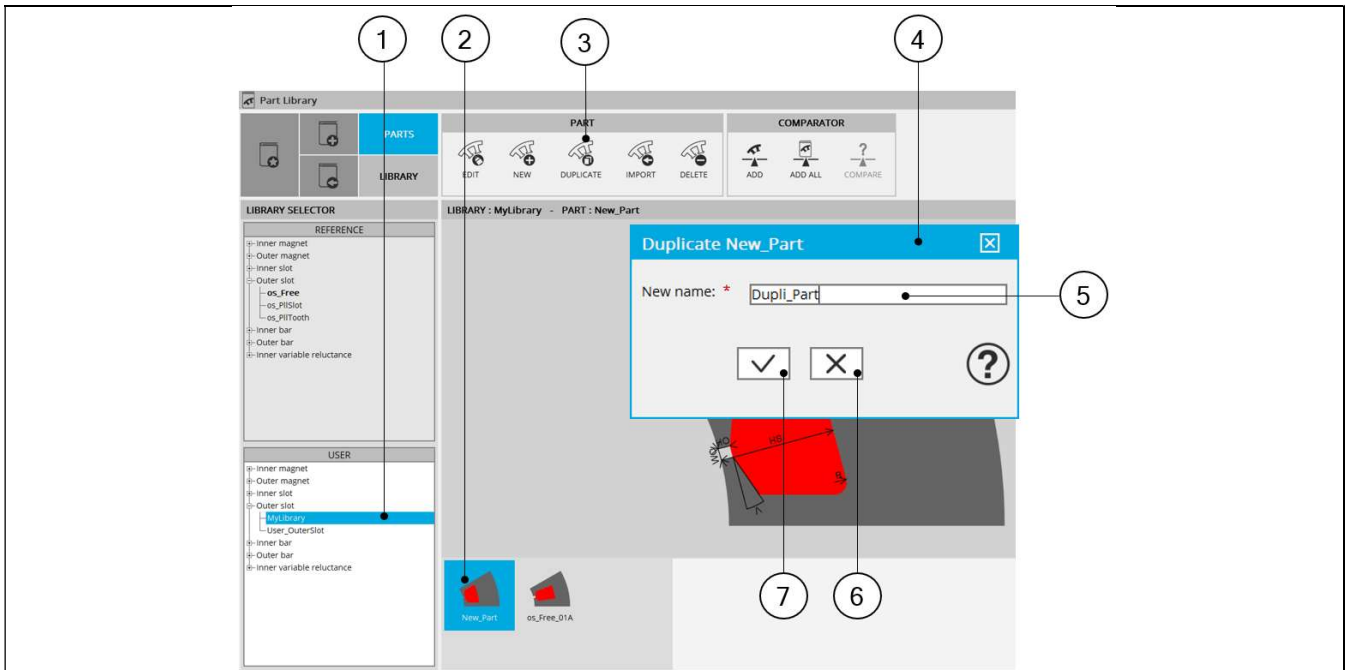 1
2
3
4
Part Library
PARTS
LIBRARY
PART
EDIT
NEW
DUPLICATE
IMPORT
DELETE
COMPARATOR
ADD
ADD ALL
?
COMPARE
LIBRARY SELECTOR
REFERENCE
Inner magnet
Outer magnet
Inner slot
Outer slot
os_Free
os_PllSlot
os_PllTooth
Inner bar
Outer bar
Inner variable reluctance
USER
Inner magnet
Outer magnet
Inner slot
Outer slot
MyLibrary
User_OuterSlot
Inner bar
Outer bar
Inner variable reluctance
LIBRARY : MyLibrary - PART : New_Part
Duplicate New_Part
New name: * Dupli_Part
?
5
HO
WO
HS
R
New_Part
os_Free_01A
7
6